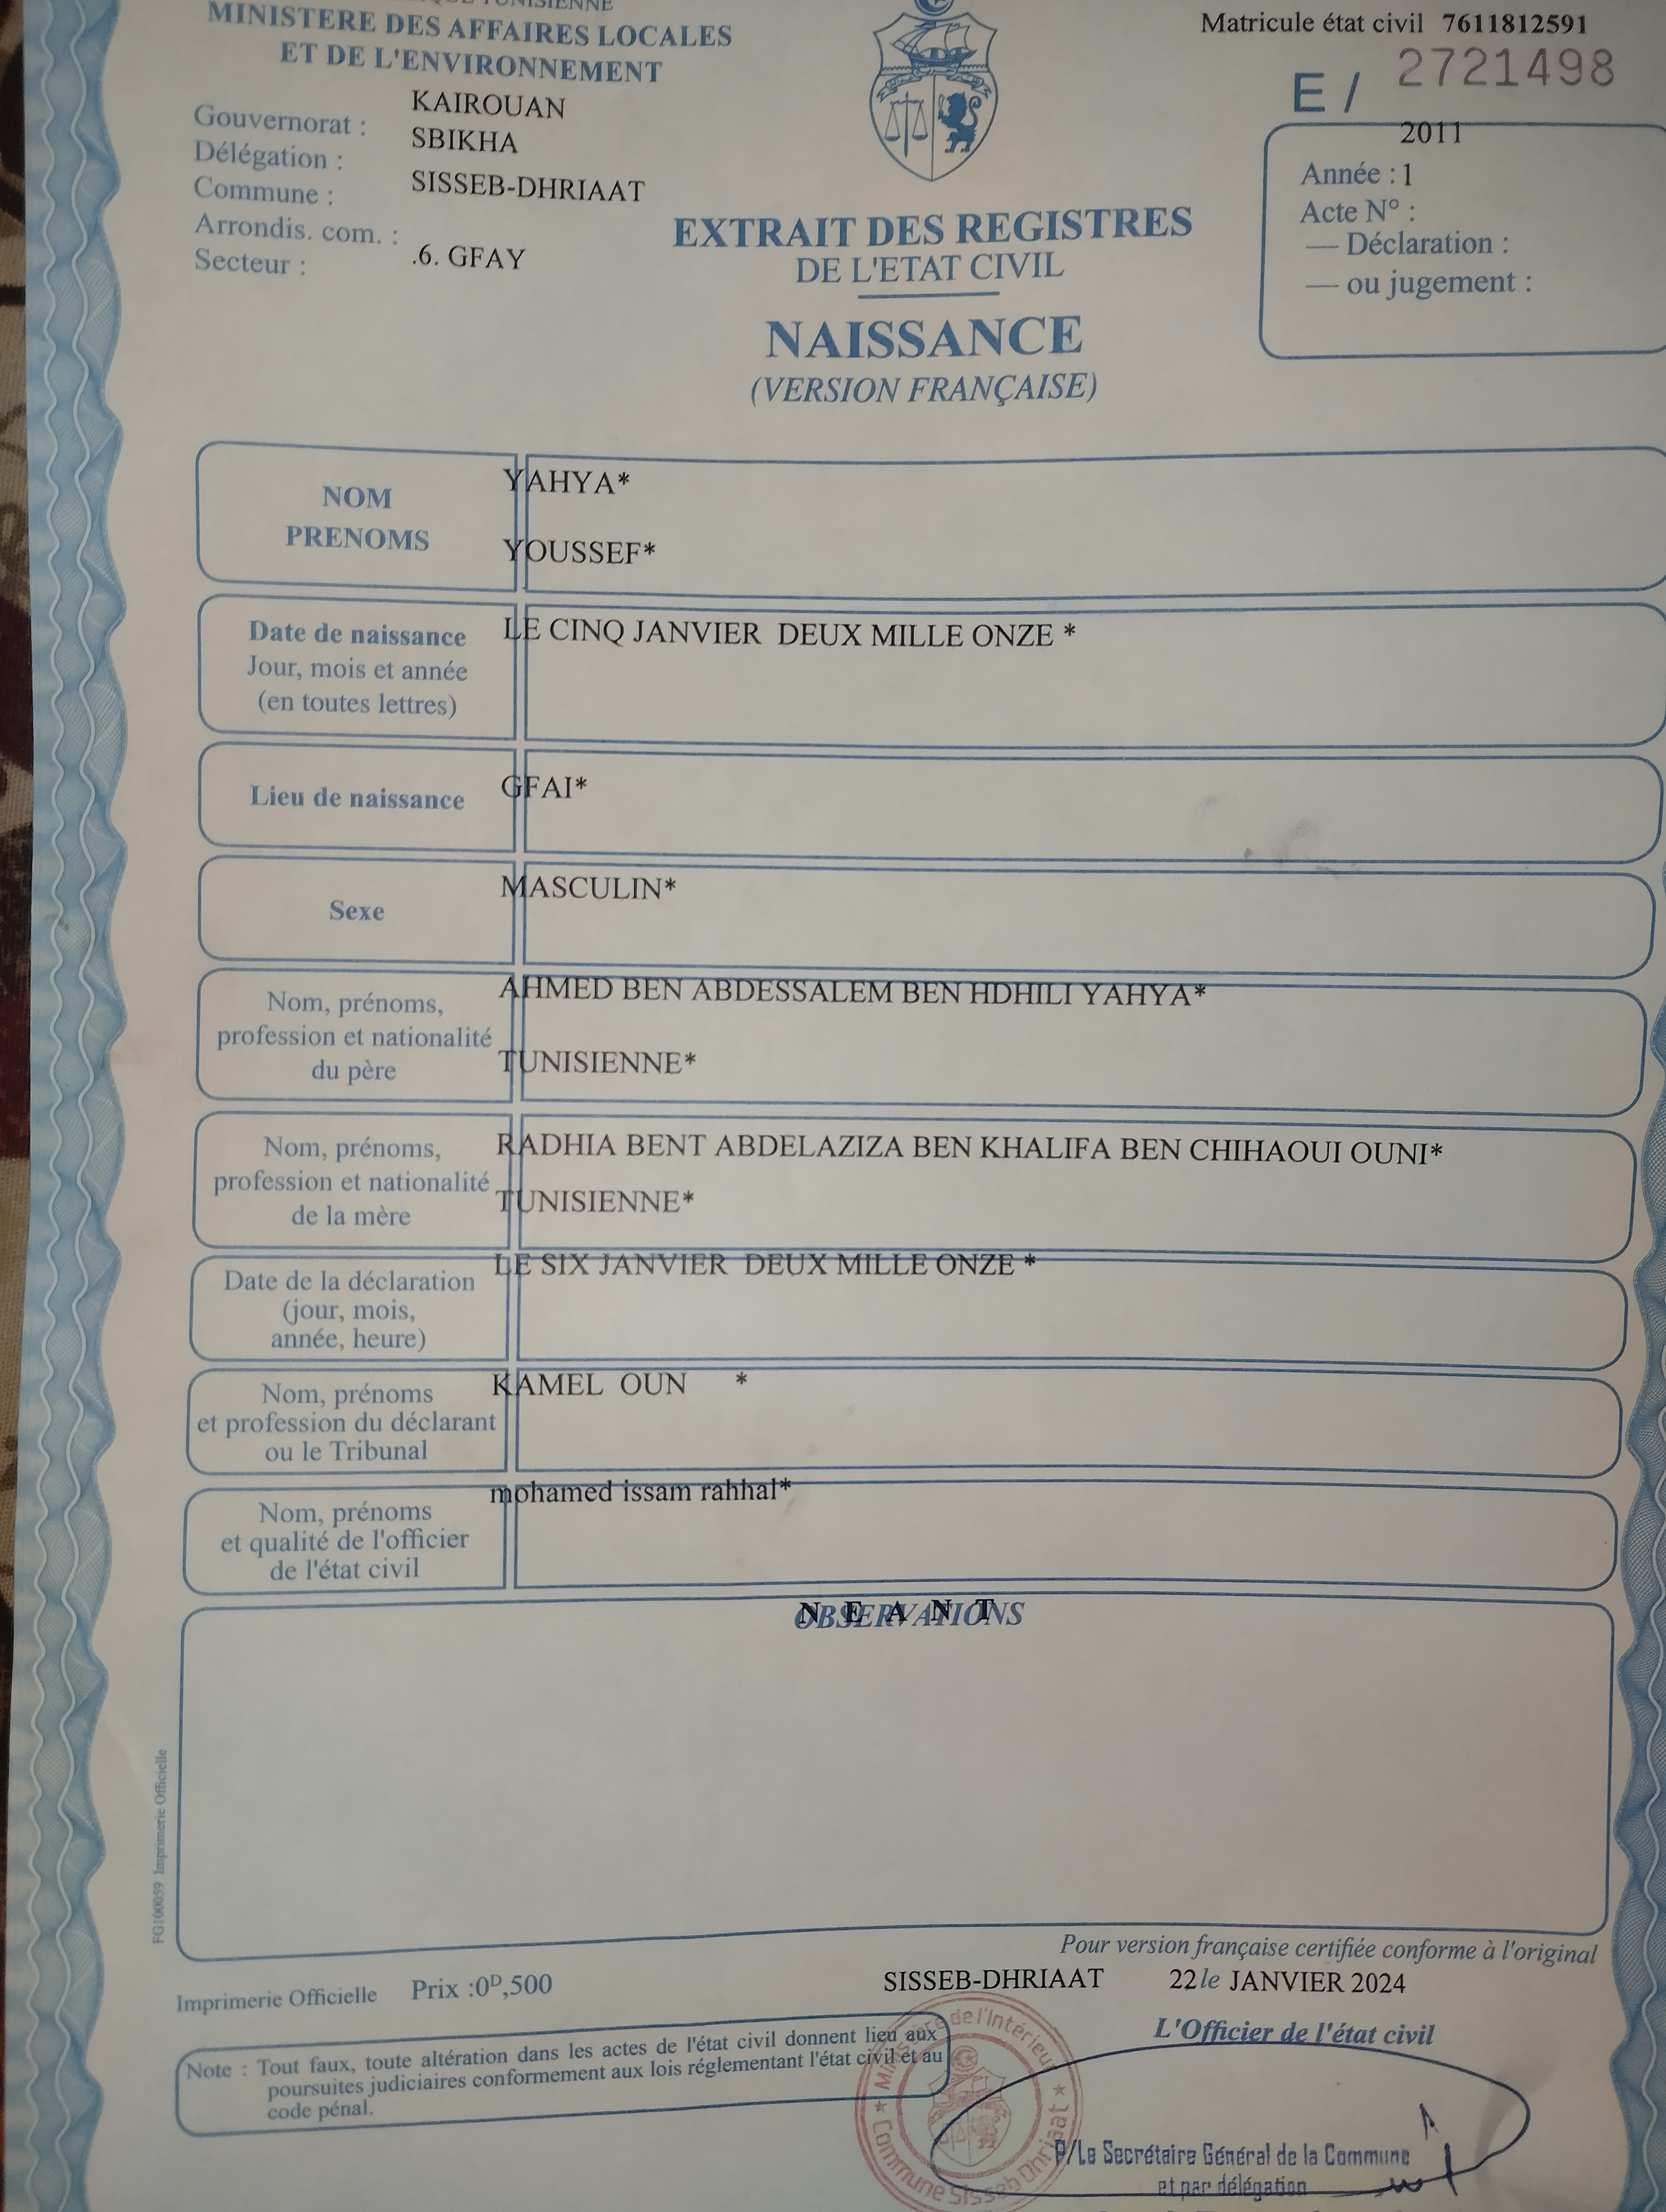 MINISTERE DES AFFAIRES LOCALES
ET DE L'ENVIRONNEMENT
Matricule état civil 7611812591
E / 2721498
Gouvernorat : KAIROUAN
Délégation : SBIKHA
Commune : SISSEB-DHRIAAT
Arrondis. com. :
Secteur : .6. GFAY
2011
Année : 1
Acte N° :
— Déclaration :
— ou jugement :
EXTRAIT DES REGISTRES
DE L'ETAT CIVIL
NAISSANCE
(VERSION FRANÇAISE)
NOM
PRENOMS
YAHYA*
YOUSSEF*
Date de naissance
Jour, mois et année
(en toutes lettres)
LE CINQ JANVIER DEUX MILLE ONZE *
Lieu de naissance
GFAI*
Sexe
MASCULIN*
Nom, prénoms,
profession et nationalité
du père
AHMED BEN ABDESSALEM BEN HDHILI YAHYA*
TUNISIENNE*
Nom, prénoms,
profession et nationalité
de la mère
RADHIA BENT ABDELAZIZA BEN KHALIFA BEN CHIHAOUI OUNI*
TUNISIENNE*
Date de la déclaration
(jour, mois,
année, heure)
LE SIX JANVIER DEUX MILLE ONZE *
Nom, prénoms
et profession du déclarant
ou le Tribunal
KAMEL OUN *
Nom, prénoms
et qualité de l'officier
de l'état civil
mohamed issam rahhal*
OBSERVATIONS
N E A N T
FG100059 Imprimerie Officielle
Pour version française certifiée conforme à l'original
Imprimerie Officielle Prix :0D,500
SISSEB-DHRIAAT 22 le JANVIER 2024
L'Officier de l'état civil
Note : Tout faux, toute altération dans les actes de l'état civil donnent lieu aux
poursuites judiciaires conformement aux lois réglementant l'état civil et au
code pénal.
Ministère de l'Intérieur
Commune Sisseb Dhriaat
P/Le Secrétaire Général de la Commune
et par délégation